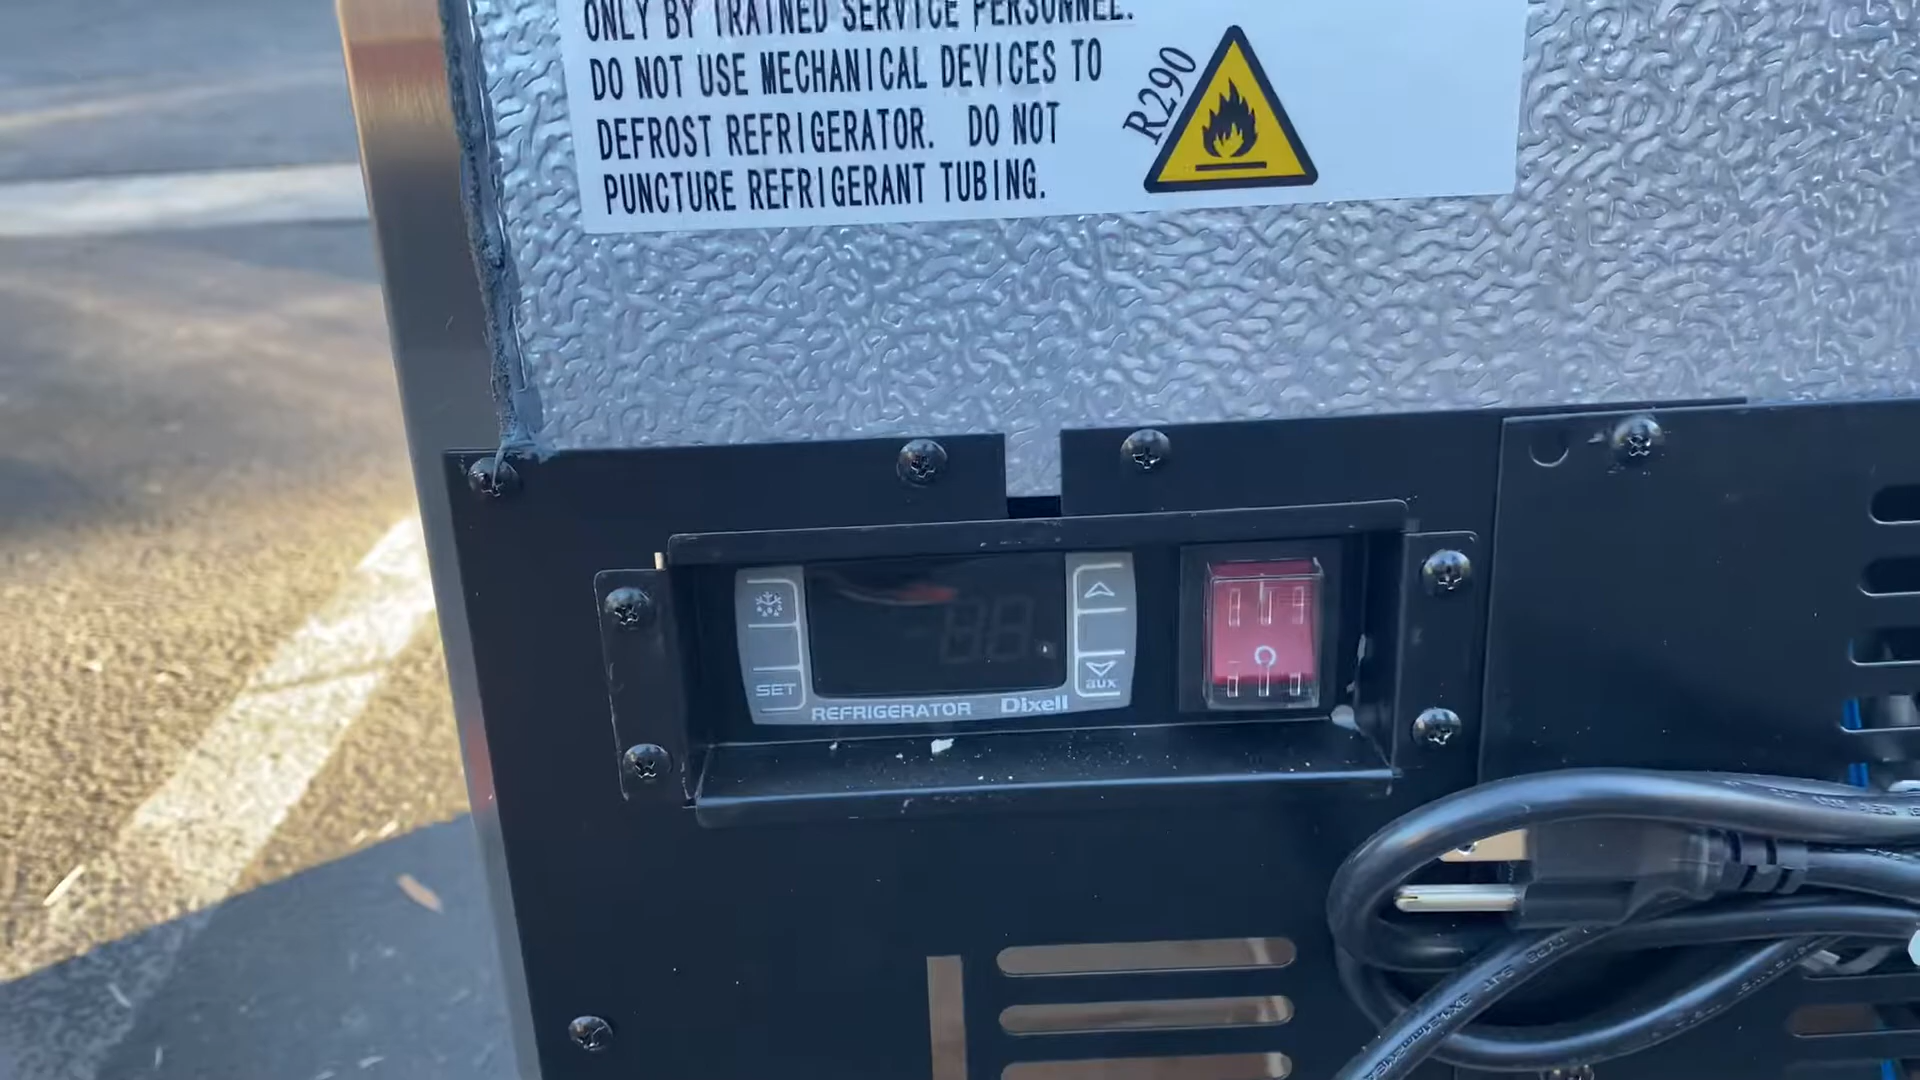 ONLY BY TRAINED SERVICE PERSONNEL.
DO NOT USE MECHANICAL DEVICES TO
DEFROST REFRIGERATOR. DO NOT
PUNCTURE REFRIGERANT TUBING.
R290
SET
aux
REFRIGERATOR Dixell